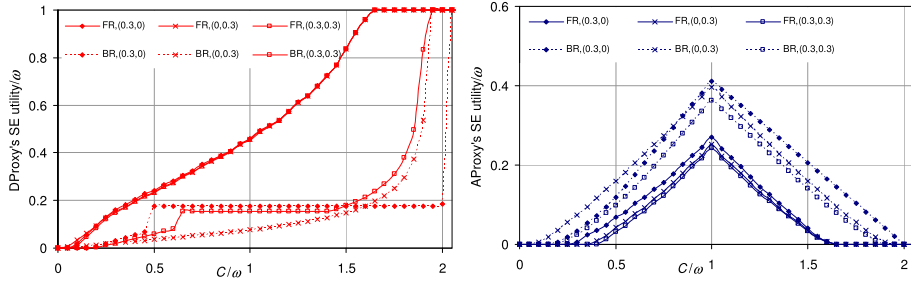 FR,(0.3,0) FR,(0,0.3) FR,(0.3,0.3)
BR,(0.3,0) BR,(0,0.3) BR,(0.3,0.3)
DProxy's SE utility/ω
1
0.8
0.6
0.4
0.2
0
0 0.5 1 1.5 2
C/ω
FR,(0.3,0) FR,(0,0.3) FR,(0.3,0.3)
BR,(0.3,0) BR,(0,0.3) BR,(0.3,0.3)
AProxy's SE utility/ω
0.6
0.4
0.2
0
0.5 1 1.5 2
C/ω